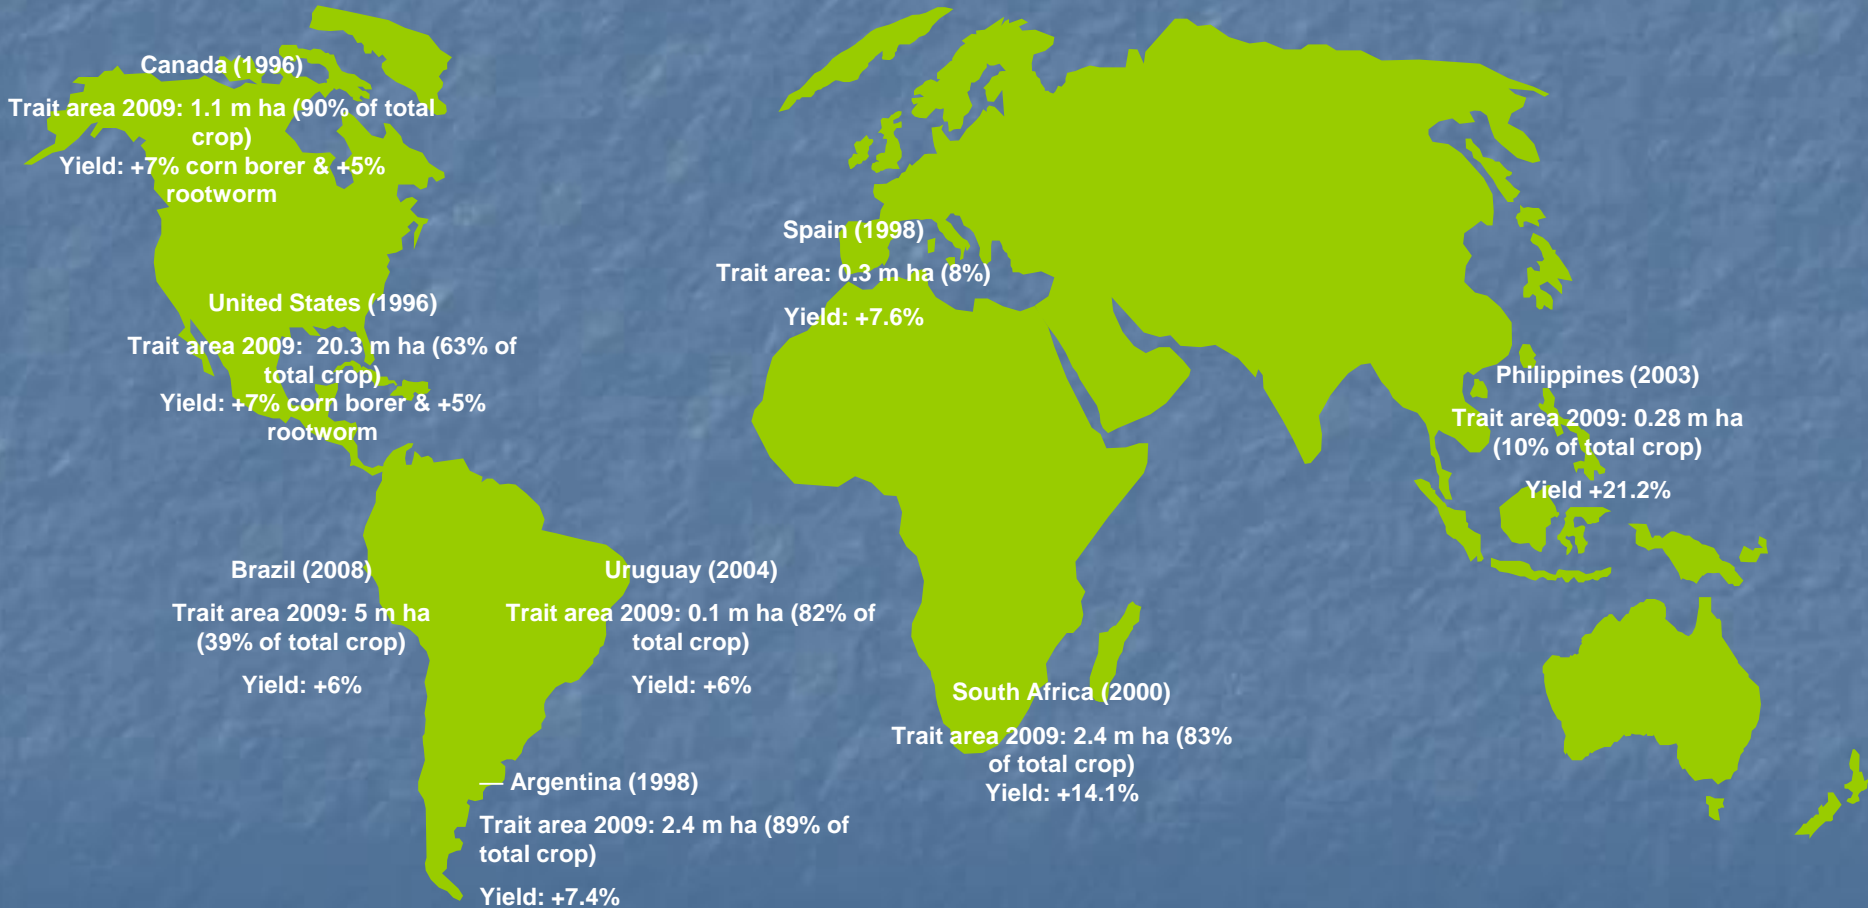 Canada (1996)
Trait area 2009: 1.1 m ha (90% of total
crop)
Yield: +7% corn borer & +5%
rootworm
United States (1996)
Trait area 2009:  20.3 m ha (63% of
total crop)
Yield: +7% corn borer & +5%
rootworm
Spain (1998)
Trait area: 0.3 m ha (8%)
Yield: +7.6%
Philippines (2003)
Trait area 2009: 0.28 m ha
(10% of total crop)
Yield +21.2%
Brazil (2008)
Trait area 2009: 5 m ha
(39% of total crop)
Yield: +6%
Uruguay (2004)
Trait area 2009: 0.1 m ha (82% of
total crop)
Yield: +6%
South Africa (2000)
Trait area 2009: 2.4 m ha (83%
of total crop)
Yield: +14.1%
— Argentina (1998)
Trait area 2009: 2.4 m ha (89% of
total crop)
Yield: +7.4%